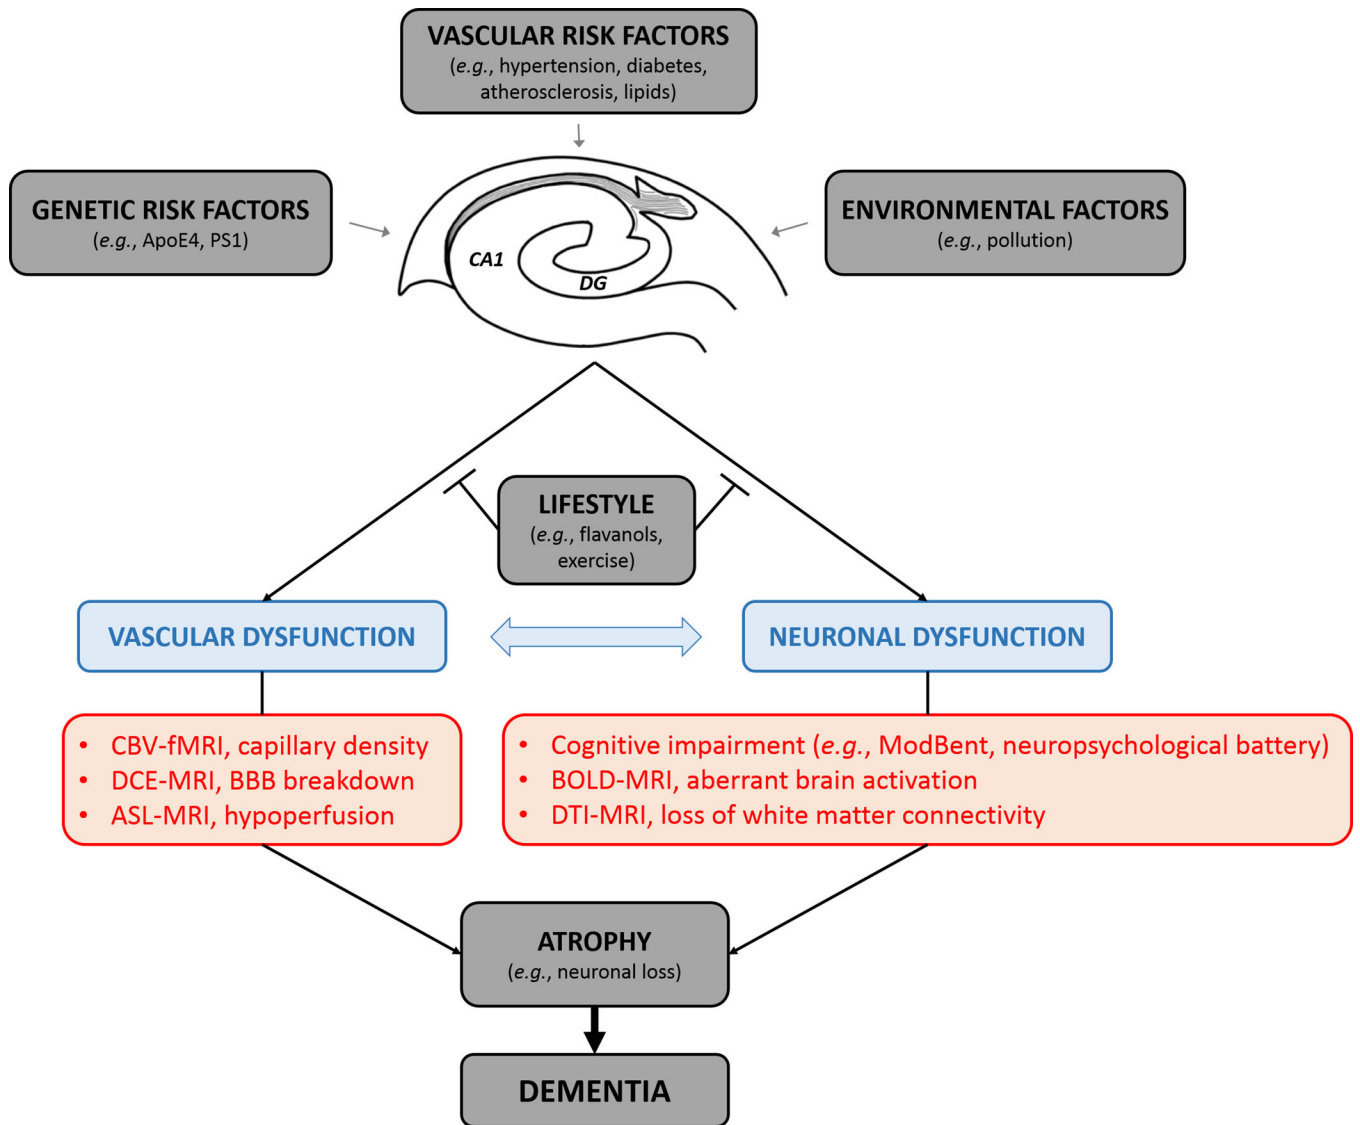 VASCULAR RISK FACTORS
(e.g., hypertension, diabetes,
atherosclerosis, lipids)
GENETIC RISK FACTORS
(e.g., ApoE4, PS1)
ENVIRONMENTAL FACTORS
(e.g., pollution)
CA1
DG
LIFESTYLE
(e.g., flavanols,
exercise)
VASCULAR DYSFUNCTION
NEURONAL DYSFUNCTION
• CBV-fMRI, capillary density
• DCE-MRI, BBB breakdown
• ASL-MRI, hypoperfusion
• Cognitive impairment (e.g., ModBent, neuropsychological battery)
• BOLD-MRI, aberrant brain activation
• DTI-MRI, loss of white matter connectivity
ATROPHY
(e.g., neuronal loss)
DEMENTIA